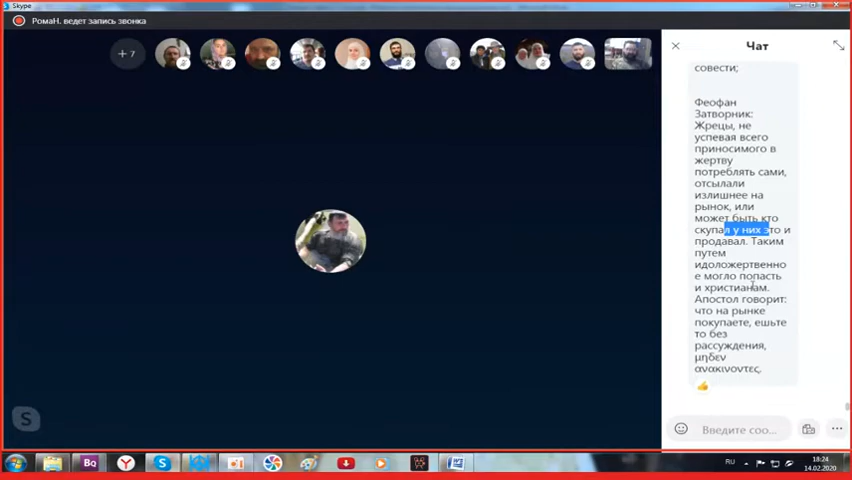 Skype
РомаН. ведет запись звонка
+ 7
Чат
совести;
Феофан
Затворник:
Жрецы, не
успевая всего
приносимого в
жертву
потреблять сами,
отсылали
излишнее на
рынок, или
может быть кто
скупал у них это и
продавал. Таким
путем
идоложертвенно
е могло попасть
и христианам.
Апостол говорит:
что на рынке
покупаете, ешьте
то без
рассуждения,
μηδεν
ανακινοντες.
Введите соо...
S
Bq
RU
18:24
14.02.2020